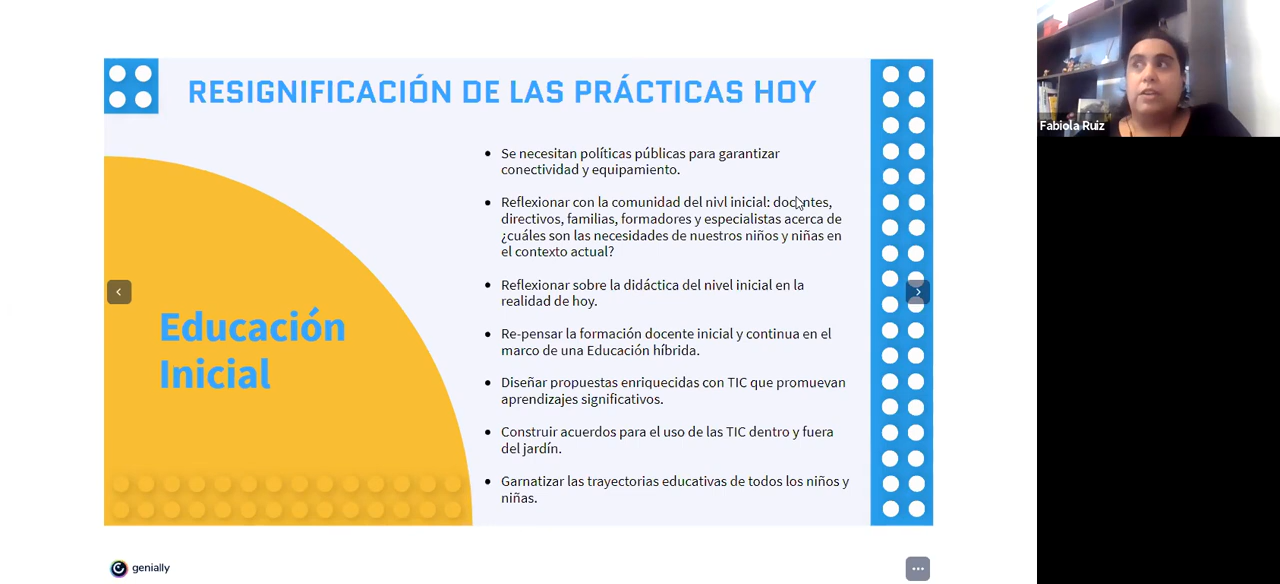 RESIGNIFICACIÓN DE LAS PRÁCTICAS HOY
Fabiola Ruiz
Se necesitan políticas públicas para garantizar
conectividad y equipamiento.
Reflexionar con la comunidad del nivl inicial: docentes,
directivos, familias, formadores y especialistas acerca de
¿cuáles son las necesidades de nuestros niños y niñas en
el contexto actual?
Reflexionar sobre la didáctica del nivel inicial en la
realidad de hoy.
Re-pensar la formación docente inicial y continua en el
marco de una Educación híbrida.
Diseñar propuestas enriquecidas con TIC que promuevan
aprendizajes significativos.
Construir acuerdos para el uso de las TIC dentro y fuera
del jardín.
Garnatizar las trayectorias educativas de todos los niños y
niñas.
Educación
Inicial
genially